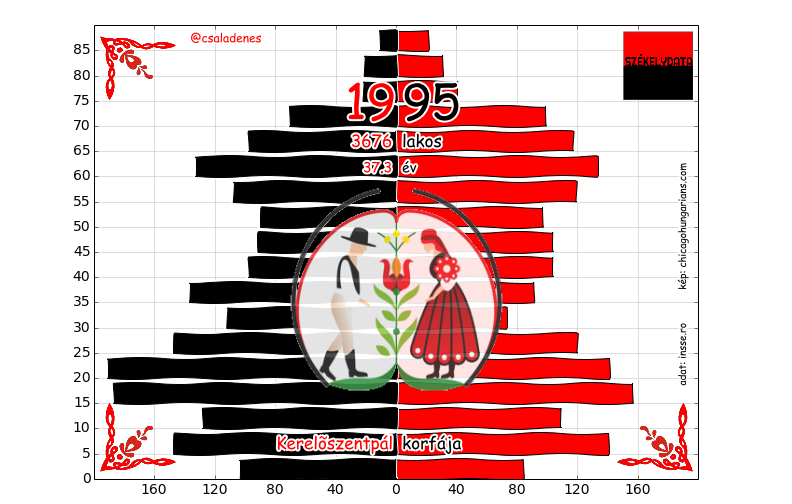 @csaladenes
SZÉKELYDATA
1995
3676 lakos
37.3 év
kép: chicagohungarians.com
adat: insse.ro
Kerelőszentpál korfája
85
80
75
70
65
60
55
50
45
40
35
30
25
20
15
10
5
0
160 120 80 40 0 40 80 120 160